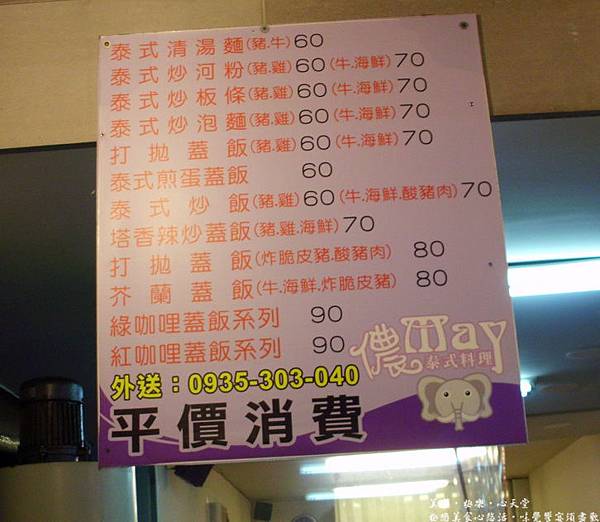 泰式清湯麵(豬.牛)60
泰式炒河粉(豬.雞)60(牛.海鮮)70
泰式炒板條(豬.雞)60(牛.海鮮)70
泰式炒泡麵(豬.雞)60(牛.海鮮)70
打拋蓋飯(豬.雞)60(牛.海鮮)70
泰式煎蛋蓋飯 60
泰式炒飯(豬.雞)60(牛.海鮮.酸豬肉)70
塔香辣炒蓋飯(豬.雞.海鮮)70
打拋蓋飯(炸脆皮豬.酸豬肉) 80
芥蘭蓋飯(牛.海鮮.炸脆皮豬) 80
綠咖哩蓋飯系列 90
紅咖哩蓋飯系列 90
儂May
泰式料理
外送：0935-303-040
平價消費
心天堂